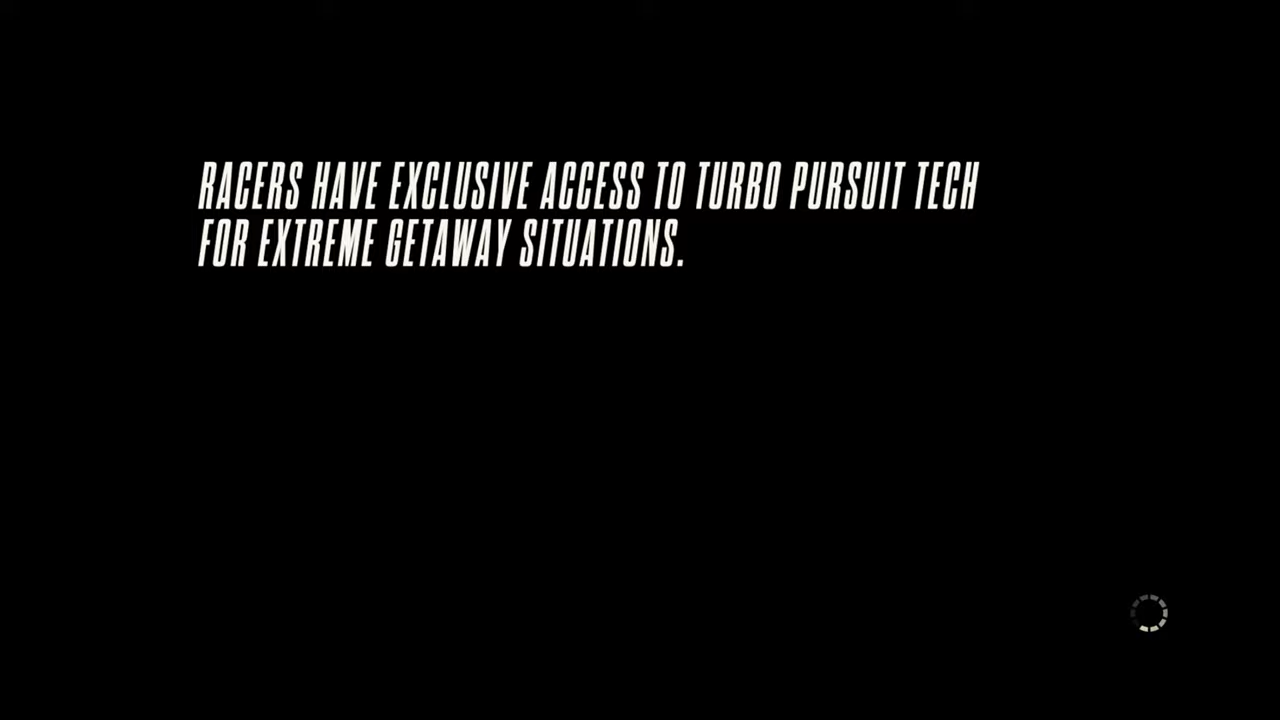 RACERS HAVE EXCLUSIVE ACCESS TO TURBO PURSUIT TECH
FOR EXTREME GETAWAY SITUATIONS.